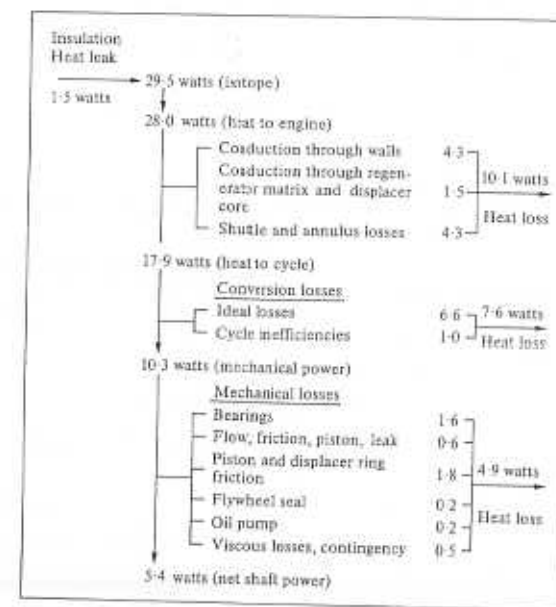 Insulation
Heat leak
1·5 watts
29·5 watts (isotope)
28·0 watts (heat to engine)
Conduction through walls 4·3
Conduction through regen-
erator matrix and displacer
core 1·5
10·1 watts
Heat loss
Shuttle and annulus losses 4·3
17·9 watts (heat to cycle)
Conversion losses
Ideal losses 6·6
7·6 watts
Cycle inefficiencies 1·0
Heat loss
10·3 watts (mechanical power)
Mechanical losses
Bearings 1·6
Flow, friction, piston, leak 0·6
Piston and displacer ring
friction 1·8
4·9 watts
Flywheel seal 0·2
Heat loss
Oil pump 0·2
Viscous losses, contingency 0·5
5·4 watts (net shaft power)